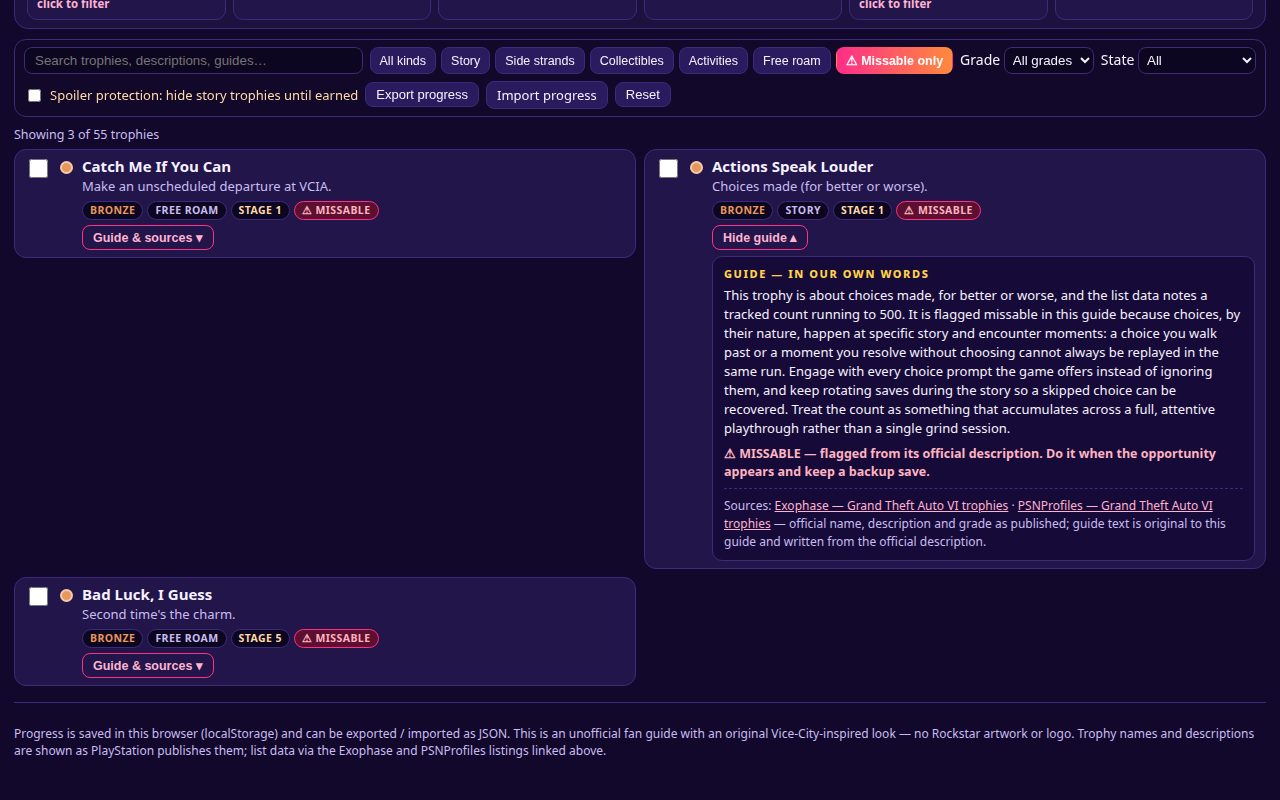 click to filter
click to filter
Search trophies, descriptions, guides…
All kinds
Story
Side strands
Collectibles
Activities
Free roam
⚠ Missable only
Grade
All grades
State
All
Spoiler protection: hide story trophies until earned
Export progress
Import progress
Reset
Showing 3 of 55 trophies
Catch Me If You Can
Make an unscheduled departure at VCIA.
BRONZE
FREE ROAM
STAGE 1
⚠ MISSABLE
Guide & sources ▾
Actions Speak Louder
Choices made (for better or worse).
BRONZE
STORY
STAGE 1
⚠ MISSABLE
Hide guide ▴
GUIDE — IN OUR OWN WORDS
This trophy is about choices made, for better or worse, and the list data notes a
tracked count running to 500. It is flagged missable in this guide because choices, by
their nature, happen at specific story and encounter moments: a choice you walk
past or a moment you resolve without choosing cannot always be replayed in the
same run. Engage with every choice prompt the game offers instead of ignoring
them, and keep rotating saves during the story so a skipped choice can be
recovered. Treat the count as something that accumulates across a full, attentive
playthrough rather than a single grind session.
⚠ MISSABLE — flagged from its official description. Do it when the opportunity
appears and keep a backup save.
Sources: Exophase — Grand Theft Auto VI trophies · PSNProfiles — Grand Theft Auto VI
trophies — official name, description and grade as published; guide text is original to this
guide and written from the official description.
Bad Luck, I Guess
Second time's the charm.
BRONZE
FREE ROAM
STAGE 5
⚠ MISSABLE
Guide & sources ▾
Progress is saved in this browser (localStorage) and can be exported / imported as JSON. This is an unofficial fan guide with an original Vice-City-inspired look — no Rockstar artwork or logo. Trophy names and descriptions
are shown as PlayStation publishes them; list data via the Exophase and PSNProfiles listings linked above.